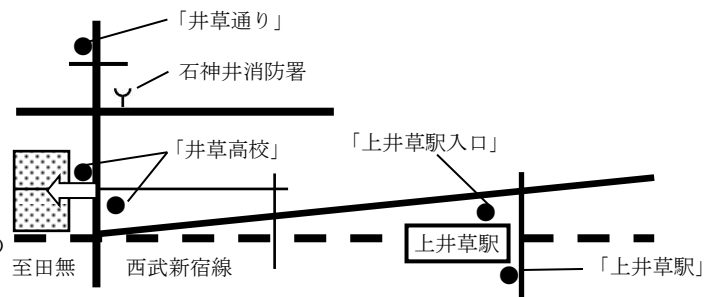 「井草通り」
石神井消防署
「井草高校」
「上井草駅入口」
上井草駅
至田無
西武新宿線
「上井草駅」